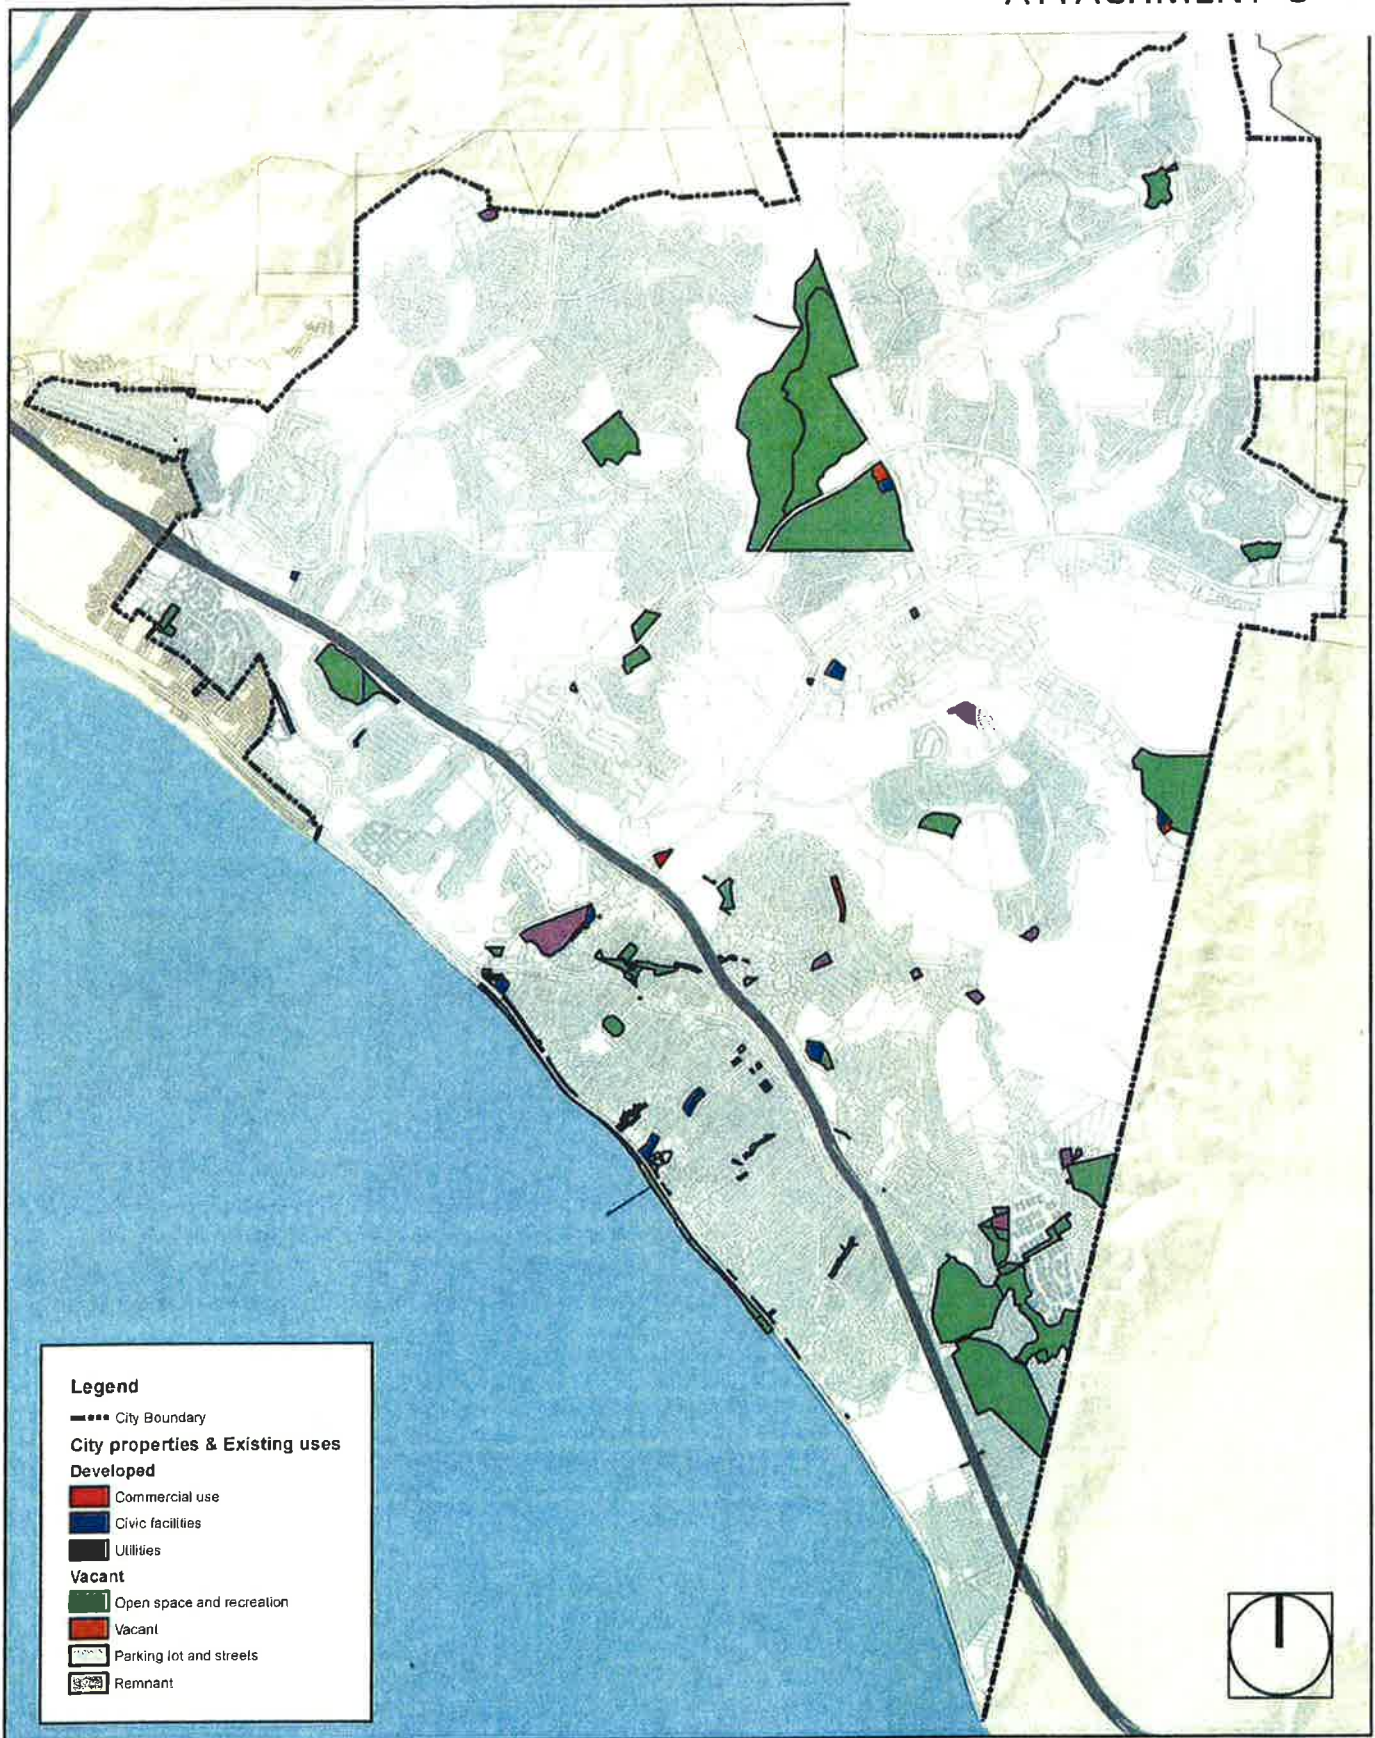 ATTACHMENT
Legend
City Boundary
City properties & Existing uses
Developed
Commercial use
Civic facilities
Utilities
Vacant
Open space and recreation
Vacant
Parking lot and streets
Remnant